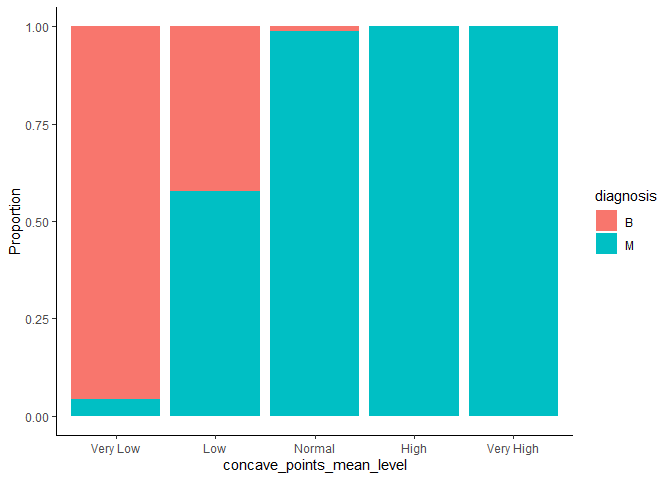 1.00
0.75
0.50
0.25
0.00
Proportion
Very Low Low Normal High Very High
concave_points_mean_level
diagnosis
B
M